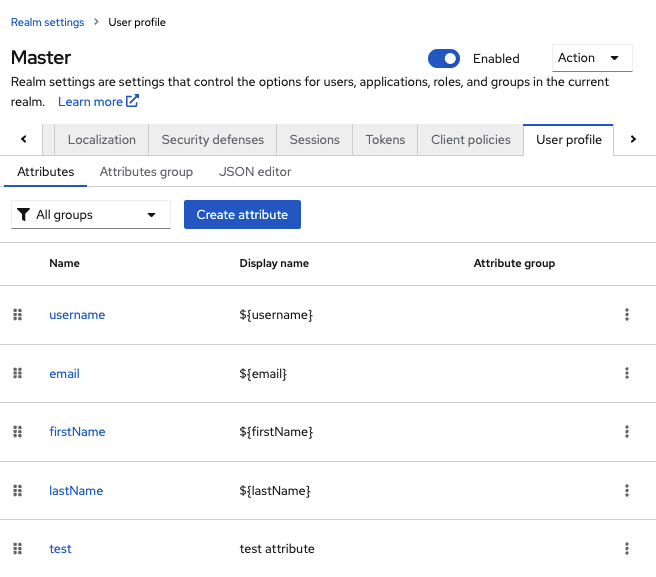 Realm settings > User profile
Master
Enabled
Action
Realm settings are settings that control the options for users, applications, roles, and groups in the current
realm. Learn more
Localization
Security defenses
Sessions
Tokens
Client policies
User profile
Attributes
Attributes group
JSON editor
All groups
Create attribute
Name
Display name
Attribute group
username
${username}
email
${email}
firstName
${firstName}
lastName
${lastName}
test
test attribute